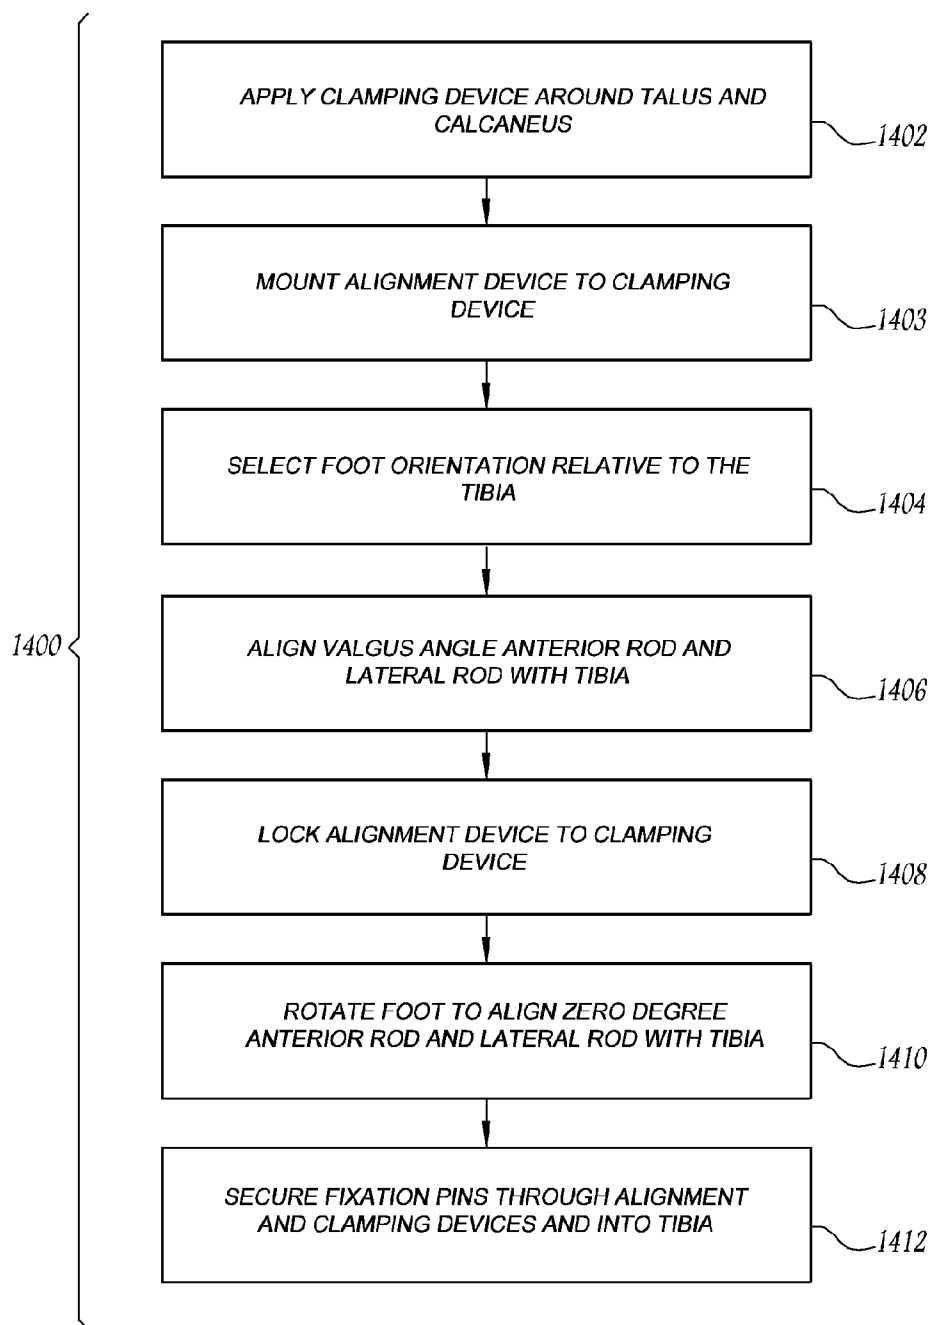 APPLY CLAMPING DEVICE AROUND TALUS AND
CALCANEUS
1402
MOUNT ALIGNMENT DEVICE TO CLAMPING
DEVICE
1403
SELECT FOOT ORIENTATION RELATIVE TO THE
TIBIA
1404
1400
ALIGN VALGUS ANGLE ANTERIOR ROD AND
LATERAL ROD WITH TIBIA
1406
LOCK ALIGNMENT DEVICE TO CLAMPING
DEVICE
1408
ROTATE FOOT TO ALIGN ZERO DEGREE
ANTERIOR ROD AND LATERAL ROD WITH TIBIA
1410
SECURE FIXATION PINS THROUGH ALIGNMENT
AND CLAMPING DEVICES AND INTO TIBIA
1412